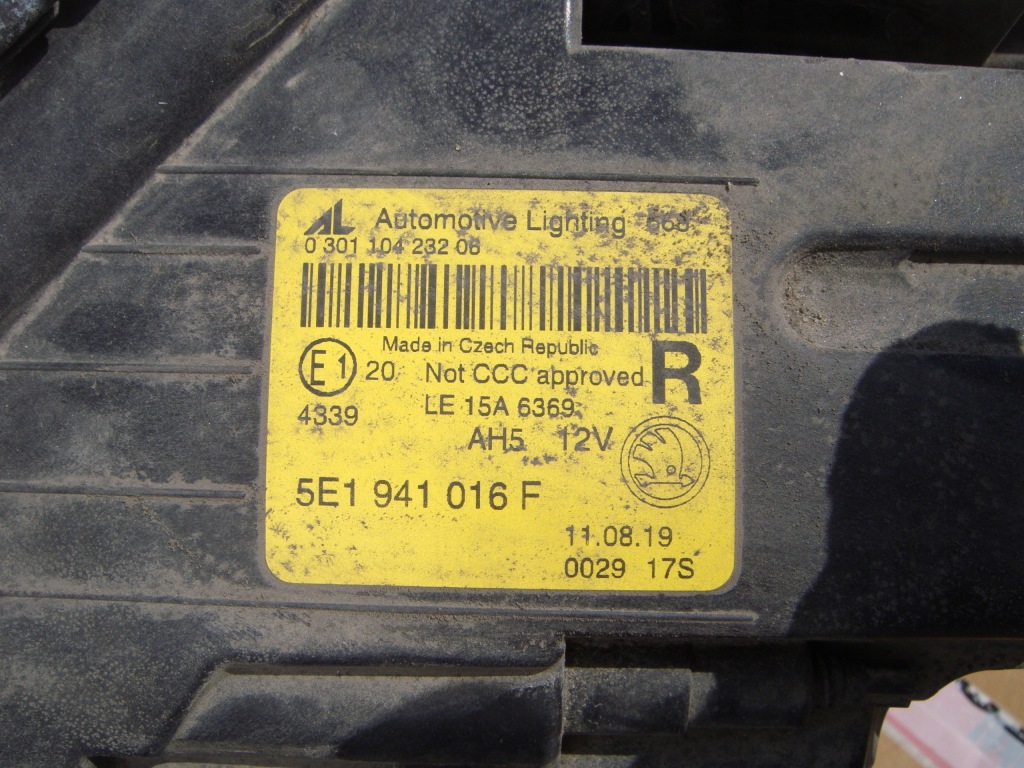 AL Automotive Lighting
0 301 104 232 06
Made in Czech Republic
E1 20 Not CCC approved R
4339 LE 15A 6369
AH5 12V
5E1 941 016 F
11.08.19
0029 17S